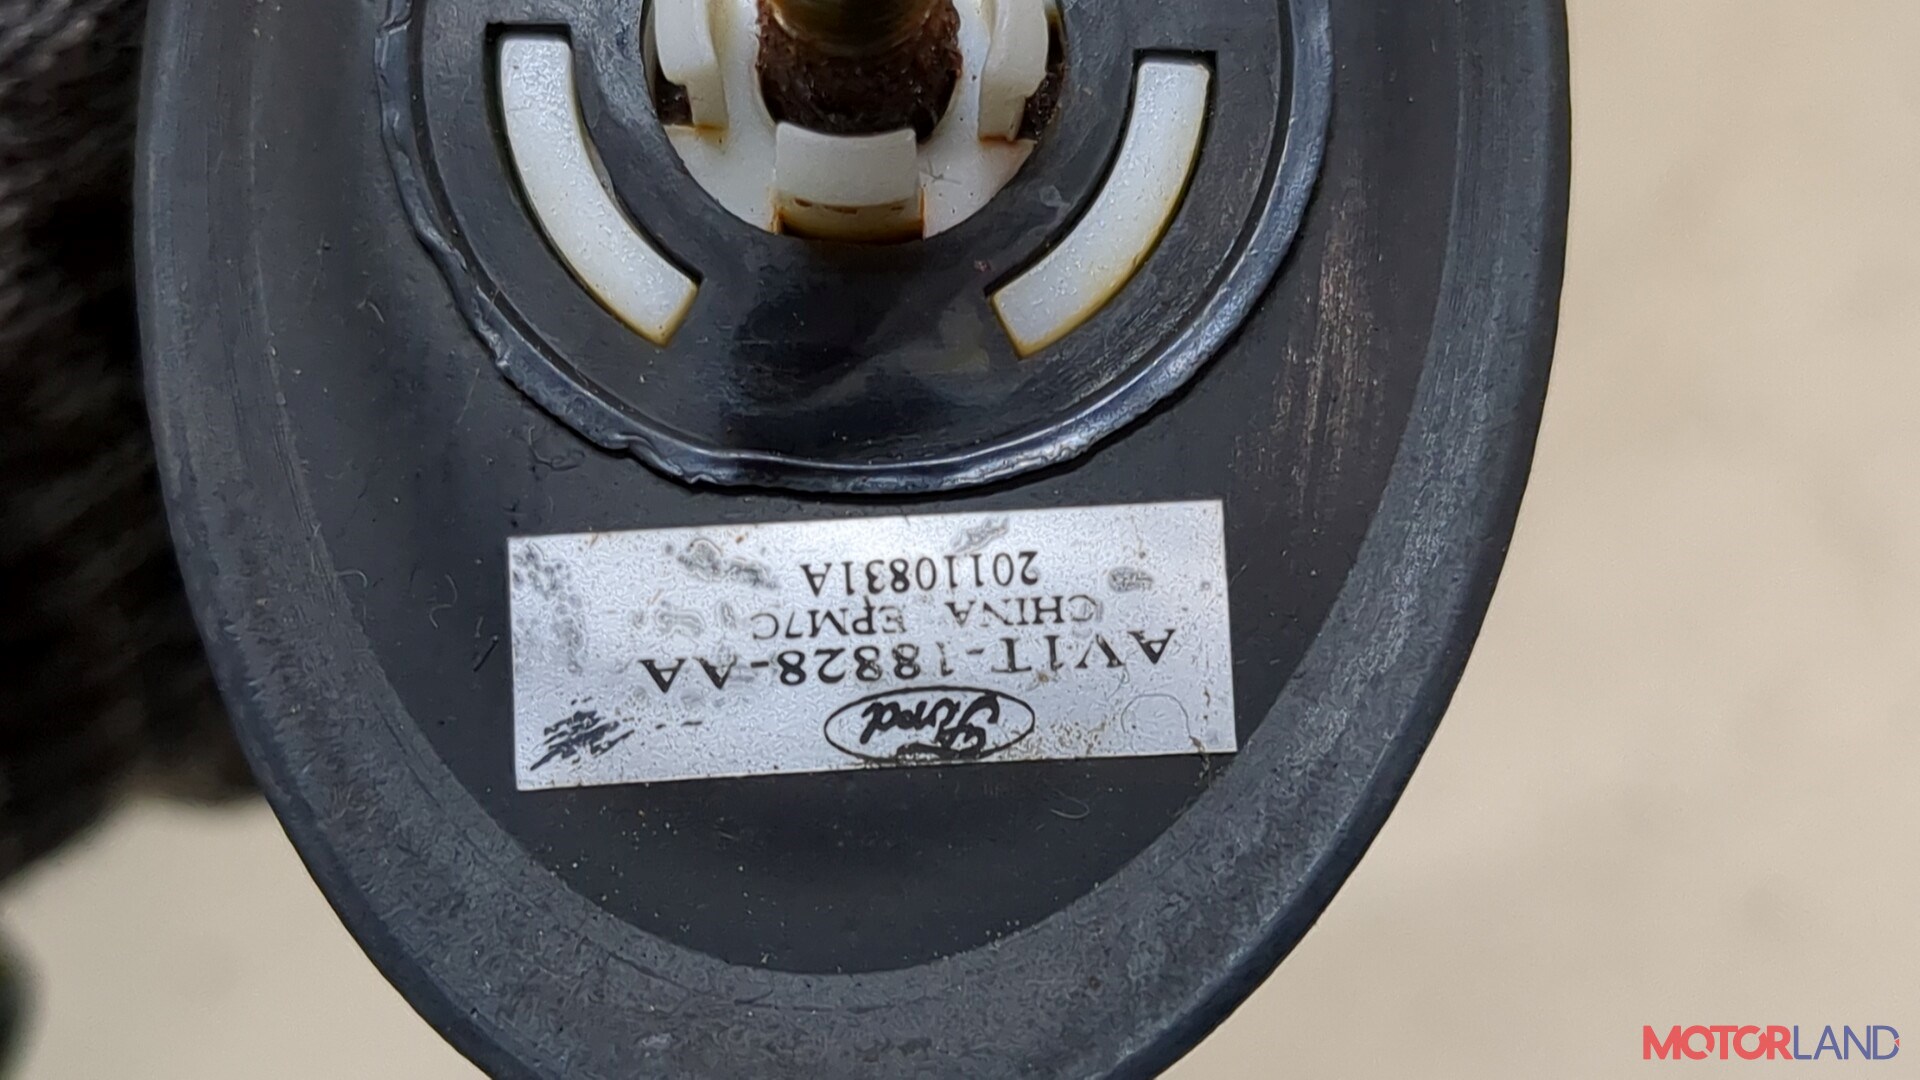 Ford
AV1T-18828-AA
CHINA EPM7C
20110831A
MOTORLAND